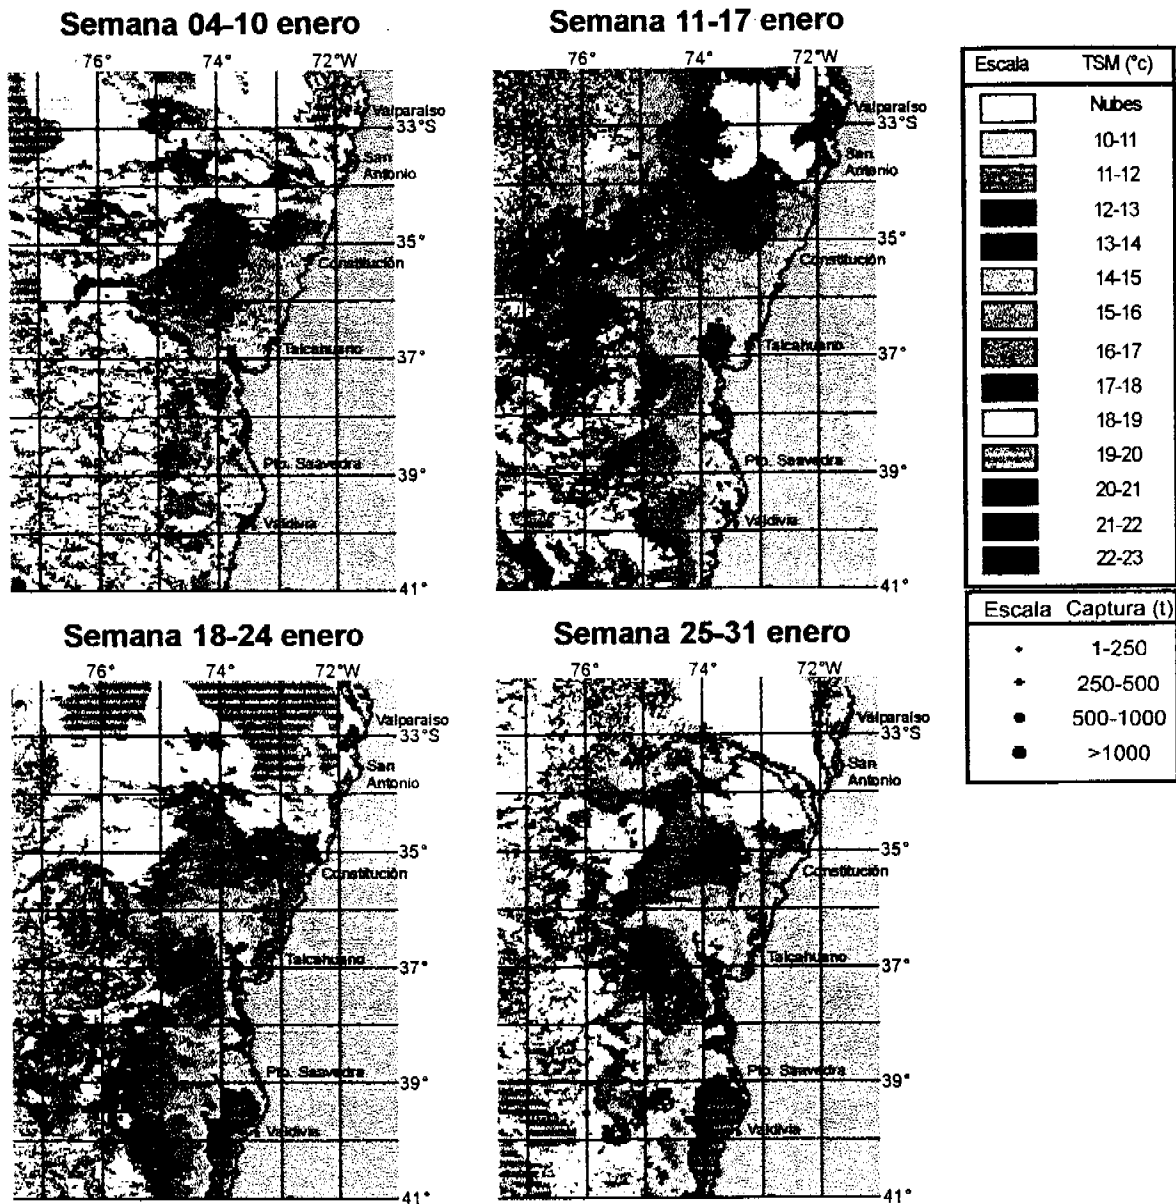 Semana 04-10 enero
76° 74° 72°W
Valparaíso
33°S
San
Antonio
35°
Constitución
Talcahuano
37°
Pto. Saavedra
39°
Valdivia
41°
Semana 11-17 enero
76° 74° 72°W
Valparaíso
33°S
San
Antonio
35°
Constitución
Talcahuano
37°
Pto. Saavedra
39°
Valdivia
41°
Escala TSM (°c)
Nubes
10-11
11-12
12-13
13-14
14-15
15-16
16-17
17-18
18-19
19-20
20-21
21-22
22-23
Escala Captura (t)
1-250
250-500
500-1000
>1000
Semana 18-24 enero
76° 74° 72°W
Valparaíso
33°S
San
Antonio
35°
Constitución
Talcahuano
37°
Pto. Saavedra
39°
Valdivia
41°
Semana 25-31 enero
76° 74° 72°W
Valparaíso
33°S
San
Antonio
35°
Constitución
Talcahuano
37°
Pto. Saavedra
39°
Valdivia
41°